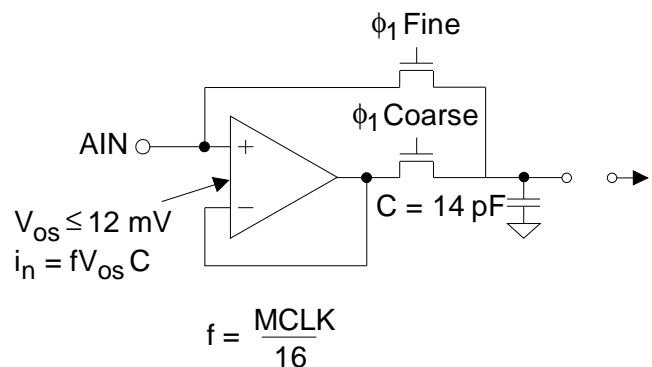 ϕ1 Fine
ϕ1 Coarse
AIN
+
−
Vos ≤ 12 mV
in = fVos C
C = 14 pF
f = MCLK
16